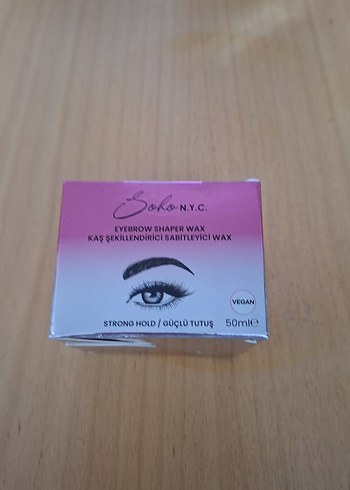 Soho N.Y.C.
EYEBROW SHAPER WAX
KAŞ ŞEKİLLENDİRİCİ SABİTLEYİCİ WAX
VEGAN
STRONG HOLD / GÜÇLÜ TUTUŞ 50ml℮